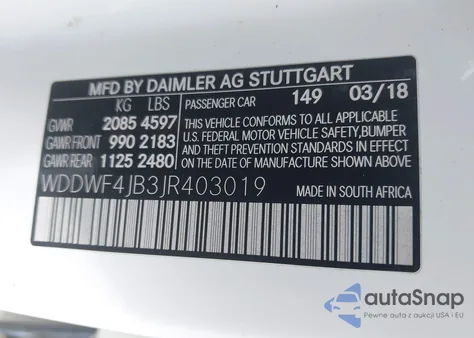 MFD BY DAIMLER AG STUTTGART
KG LBS PASSENGER CAR 149 03/18
GVWR 2085 4597
GAWR FRONT 990 2183
GAWR REAR 1125 2480
THIS VEHICLE CONFORMS TO ALL APPLICABLE
U.S. FEDERAL MOTOR VEHICLE SAFETY,BUMPER
AND THEFT PREVENTION STANDARDS IN EFFECT
ON THE DATE OF MANUFACTURE SHOWN ABOVE.
WDDWF4JB3JR403019 MADE IN SOUTH AFRICA
autoSnap
Pewne auta z aukcji USA i EU